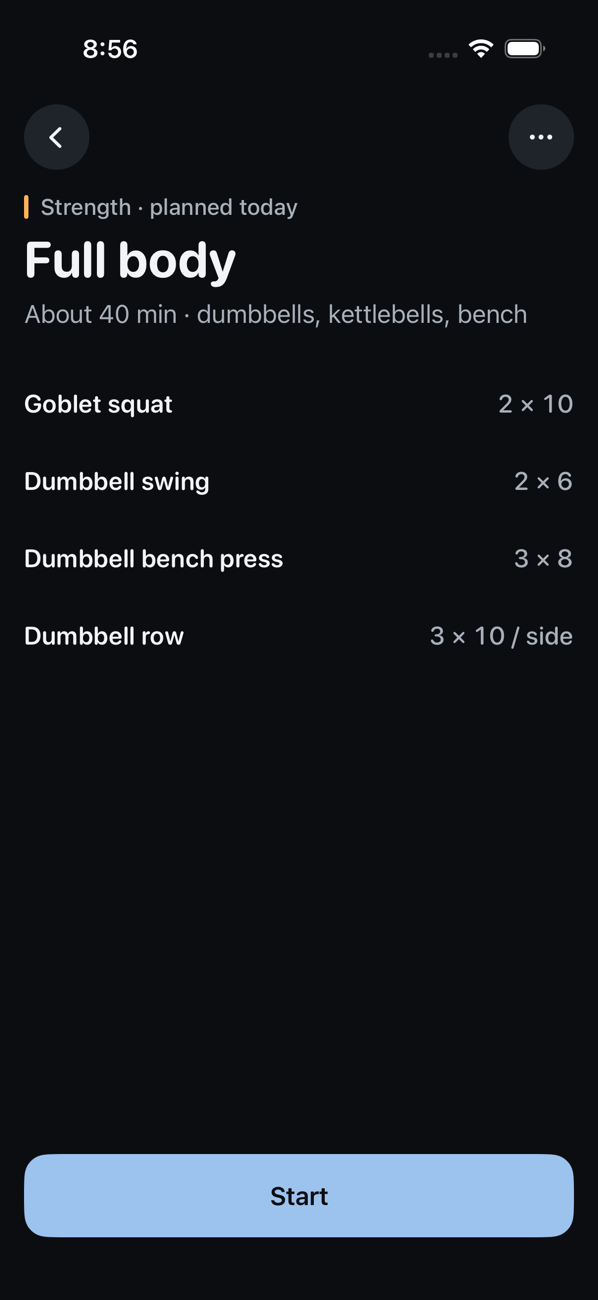 8:56
Strength · planned today
Full body
About 40 min · dumbbells, kettlebells, bench
Goblet squat 2 × 10
Dumbbell swing 2 × 6
Dumbbell bench press 3 × 8
Dumbbell row 3 × 10 / side
Start